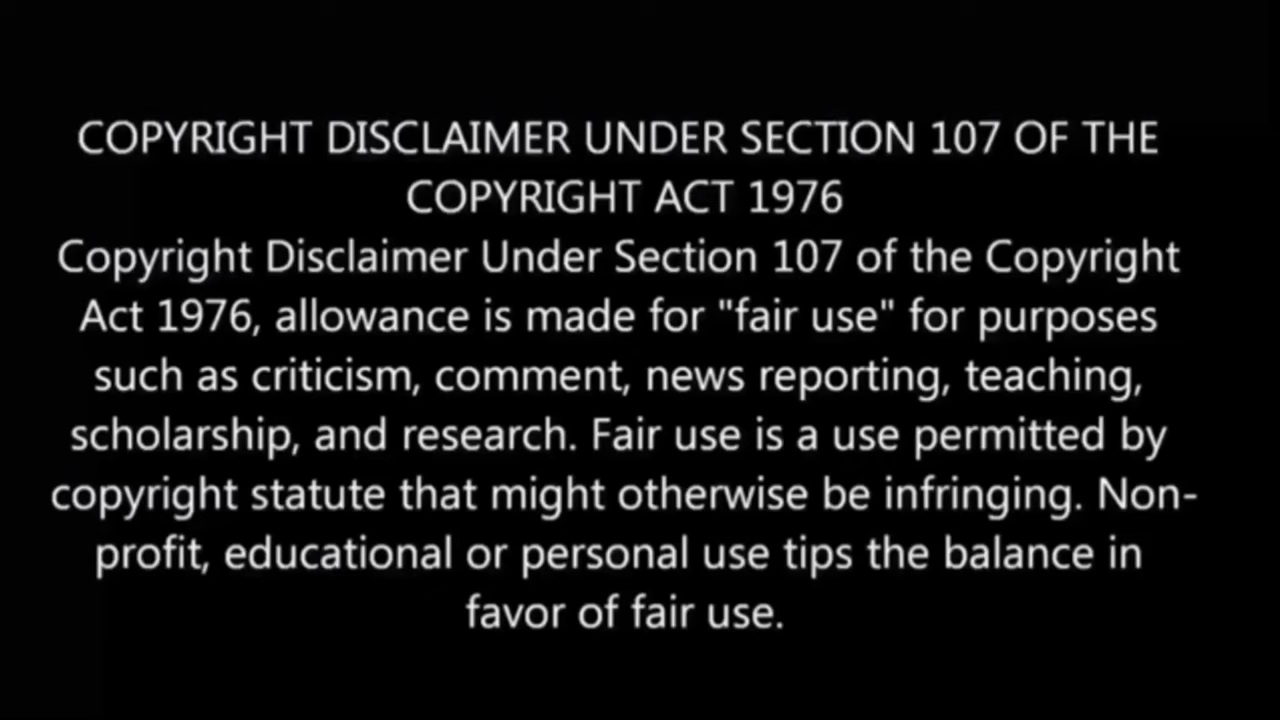 COPYRIGHT DISCLAIMER UNDER SECTION 107 OF THE
COPYRIGHT ACT 1976
Copyright Disclaimer Under Section 107 of the Copyright
Act 1976, allowance is made for "fair use" for purposes
such as criticism, comment, news reporting, teaching,
scholarship, and research. Fair use is a use permitted by
copyright statute that might otherwise be infringing. Non-
profit, educational or personal use tips the balance in
favor of fair use.